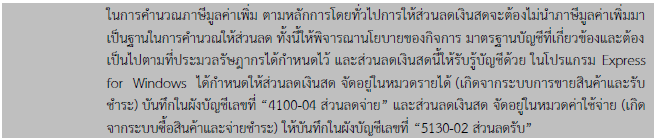 ในการคำนวณภาษีมูลค่าเพิ่ม ตามหลักการโดยทั่วไปการให้ส่วนลดเงินสดจะต้องไม่นำภาษีมูลค่าเพิ่มมา
เป็นฐานในการคำนวณให้ส่วนลด ทั้งนี้ให้พิจารณานโยบายของกิจการ มาตรฐานบัญชีที่เกี่ยวข้องและต้อง
เป็นไปตามที่ประมวลรัษฎากรได้กำหนดไว้ และส่วนลดเงินสดนี้ให้รับรู้บัญชีด้วย ในโปรแกรม Express
for Windows ได้กำหนดให้ส่วนลดเงินสด จัดอยู่ในหมวดรายได้ (เกิดจากระบบการขายสินค้าและรับ
ชำระ) บันทึกในผังบัญชีเลขที่ “4100-04 ส่วนลดจ่าย” และส่วนลดเงินสด จัดอยู่ในหมวดค่าใช้จ่าย (เกิด
จากระบบซื้อสินค้าและจ่ายชำระ) ให้บันทึกในผังบัญชีเลขที่ “5130-02 ส่วนลดรับ”